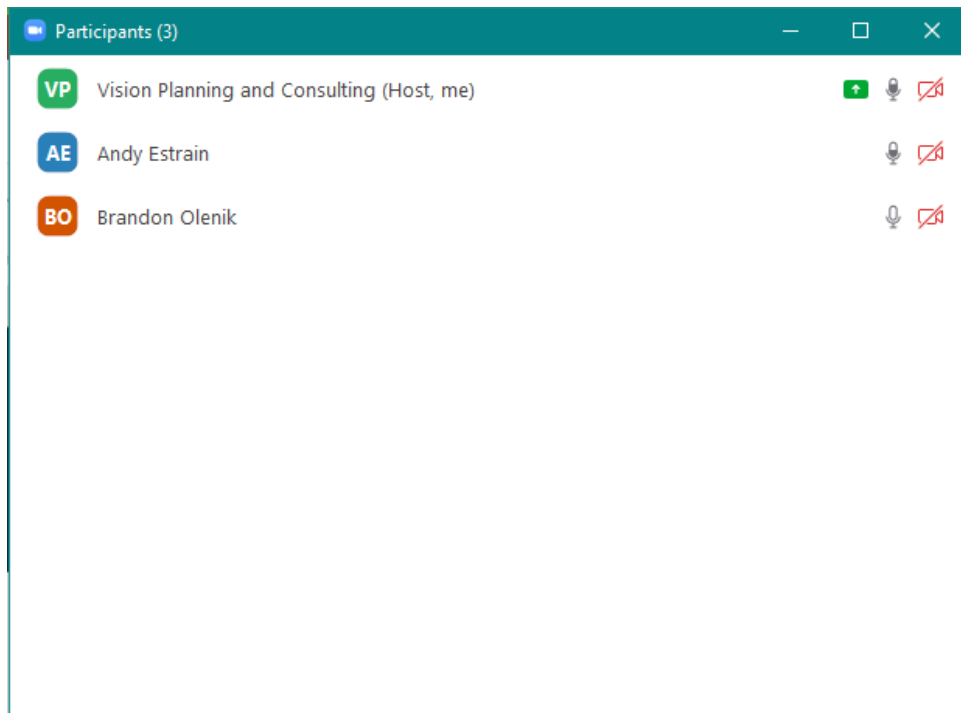 Participants (3)
VP Vision Planning and Consulting (Host, me)
AE Andy Estrain
BO Brandon Olenik